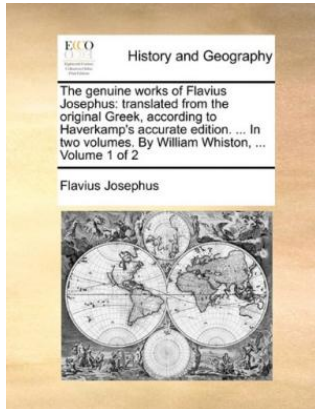 ECCO
History and Geography
The genuine works of Flavius
Josephus: translated from the
original Greek, according to
Haverkamp's accurate edition. ... In
two volumes. By William Whiston, ...
Volume 1 of 2
Flavius Josephus